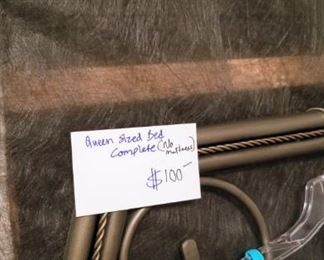 Queen sized bed
complete (No
mattress)
$100-